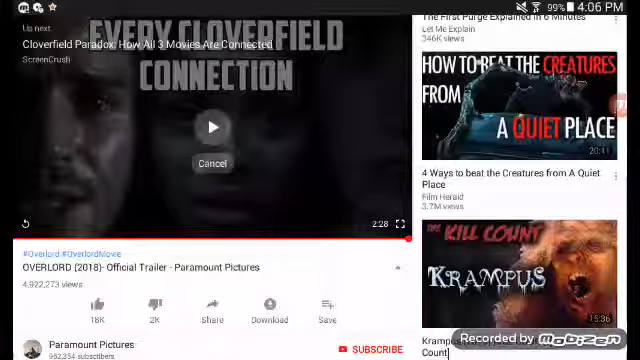 99% 4:06 PM
Up next
EVERY CLOVERFIELD
Cloverfield Paradox: How All 3 Movies Are Connected
ScreenCrush
CONNECTION
Cancel
2:28
#Overlord #OverlordMovie
OVERLORD (2018)- Official Trailer - Paramount Pictures
4,922,273 views
18K
2K
Share
Download
Save
Paramount Pictures
SUBSCRIBE
952,254 subscribers
The First Purge Explained in 6 Minutes
Let Me Explain
346K views
HOW TO BEAT THE CREATURES
FROM
A QUIET PLACE
20:11
4 Ways to beat the Creatures from A Quiet
Place
Film Herald
3.7M views
THE KILL COUNT
KRAMPUS
15:36
Krampus
Count]
Recorded by mobizen